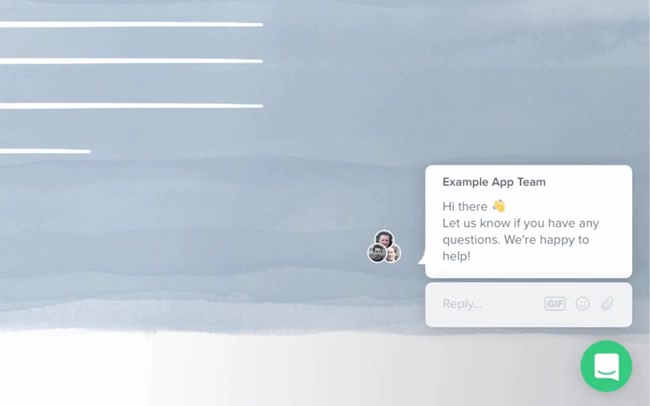 Example App Team
Hi there 👋
Let us know if you have any
questions. We're happy to
help!
Reply...
GIF